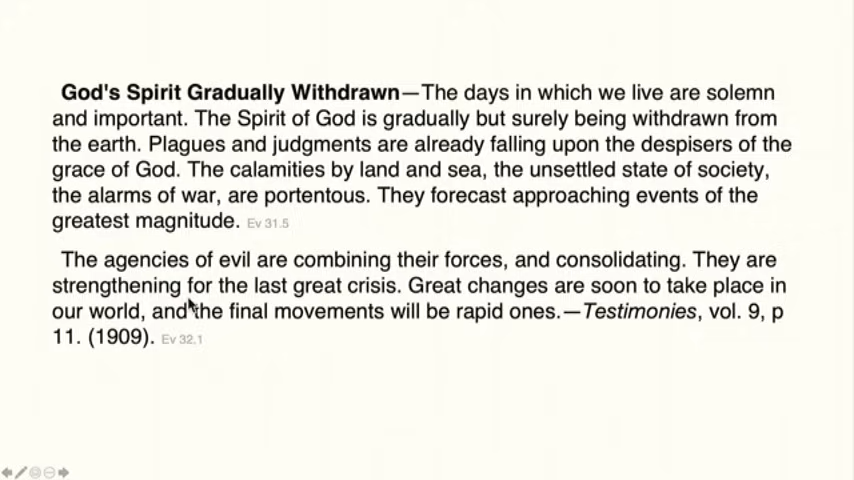 God's Spirit Gradually Withdrawn—The days in which we live are solemn
and important. The Spirit of God is gradually but surely being withdrawn from
the earth. Plagues and judgments are already falling upon the despisers of the
grace of God. The calamities by land and sea, the unsettled state of society,
the alarms of war, are portentous. They forecast approaching events of the
greatest magnitude. Ev 31.5
The agencies of evil are combining their forces, and consolidating. They are
strengthening for the last great crisis. Great changes are soon to take place in
our world, and the final movements will be rapid ones.—Testimonies, vol. 9, p
11. (1909). Ev 32.1